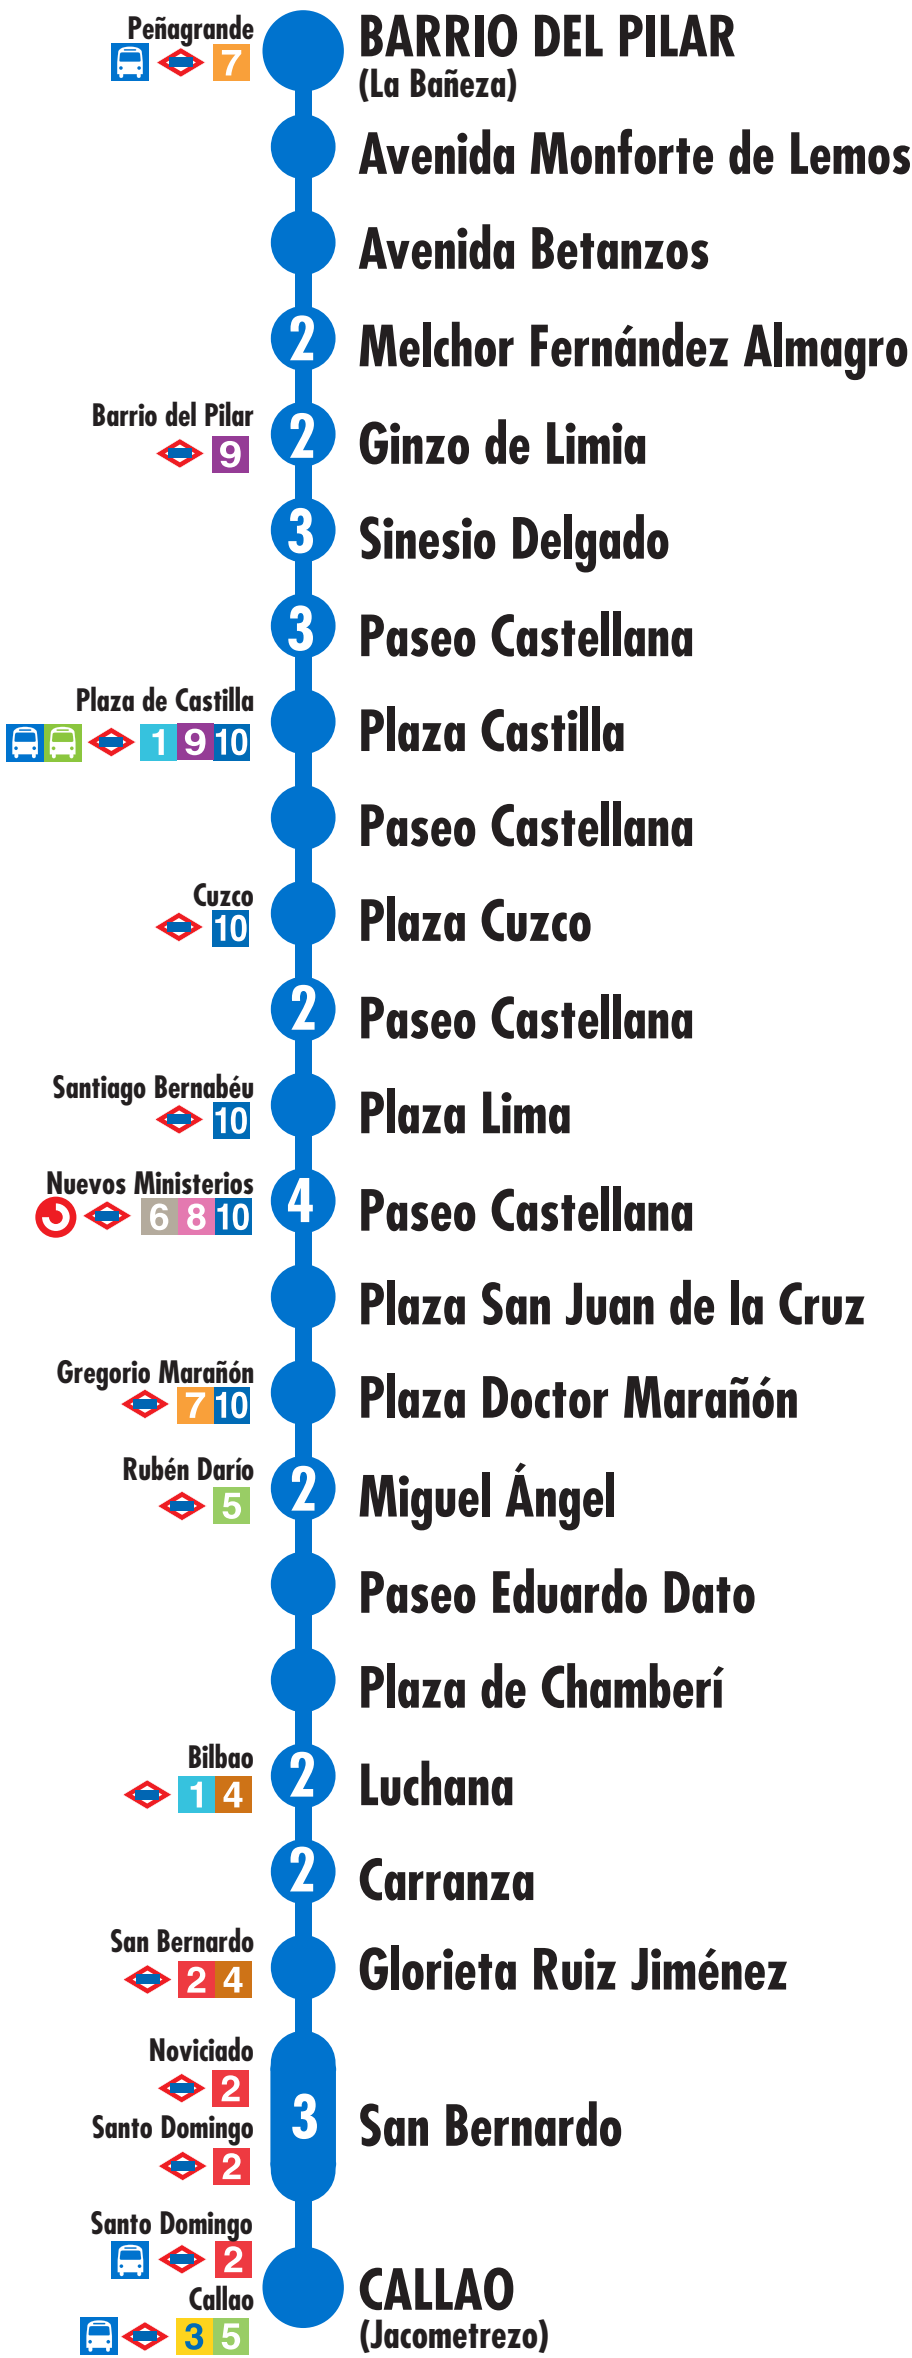 Peñagrande
7
BARRIO DEL PILAR
(La Bañeza)
Avenida Monforte de Lemos
Avenida Betanzos
2 Melchor Fernández Almagro
Barrio del Pilar
9
2 Ginzo de Limia
3 Sinesio Delgado
3 Paseo Castellana
Plaza de Castilla
1 9 10
Plaza Castilla
Paseo Castellana
Cuzco
10
Plaza Cuzco
2 Paseo Castellana
Santiago Bernabéu
10
Plaza Lima
Nuevos Ministerios
6 8 10
4 Paseo Castellana
Plaza San Juan de la Cruz
Gregorio Marañón
7 10
Plaza Doctor Marañón
Rubén Darío
5
2 Miguel Ángel
Paseo Eduardo Dato
Plaza de Chamberí
Bilbao
1 4
2 Luchana
2 Carranza
San Bernardo
2 4
Glorieta Ruiz Jiménez
Noviciado
2
Santo Domingo
2
3 San Bernardo
Santo Domingo
2
Callao
3 5
CALLAO
(Jacometrezo)